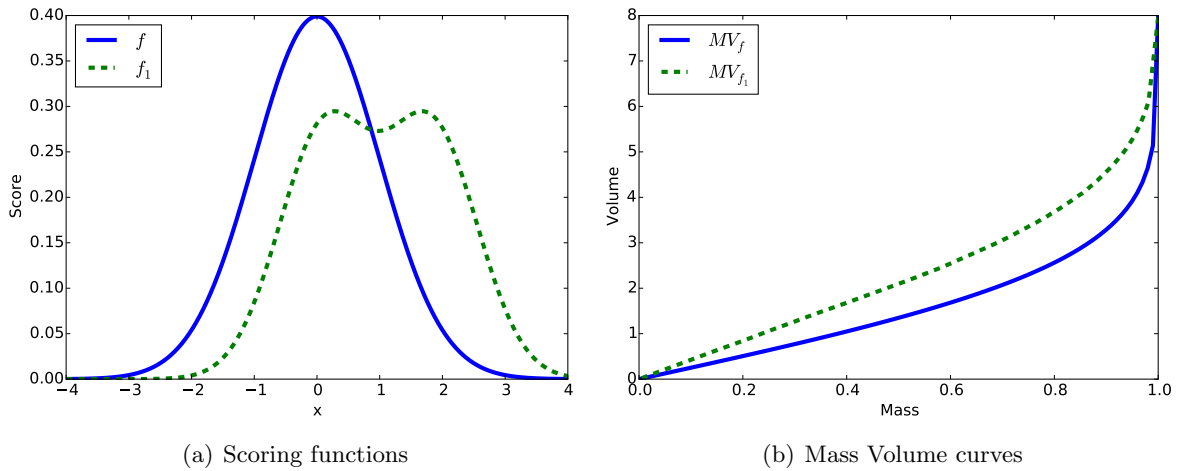 f
f₁
Score
0.40
0.35
0.30
0.25
0.20
0.15
0.10
0.05
0.00
−4 −3 −2 −1 0 1 2 3 4
x
(a) Scoring functions
MV_f
MV_{f₁}
Volume
8
7
6
5
4
3
2
1
0
0.0 0.2 0.4 0.6 0.8 1.0
Mass
(b) Mass Volume curves